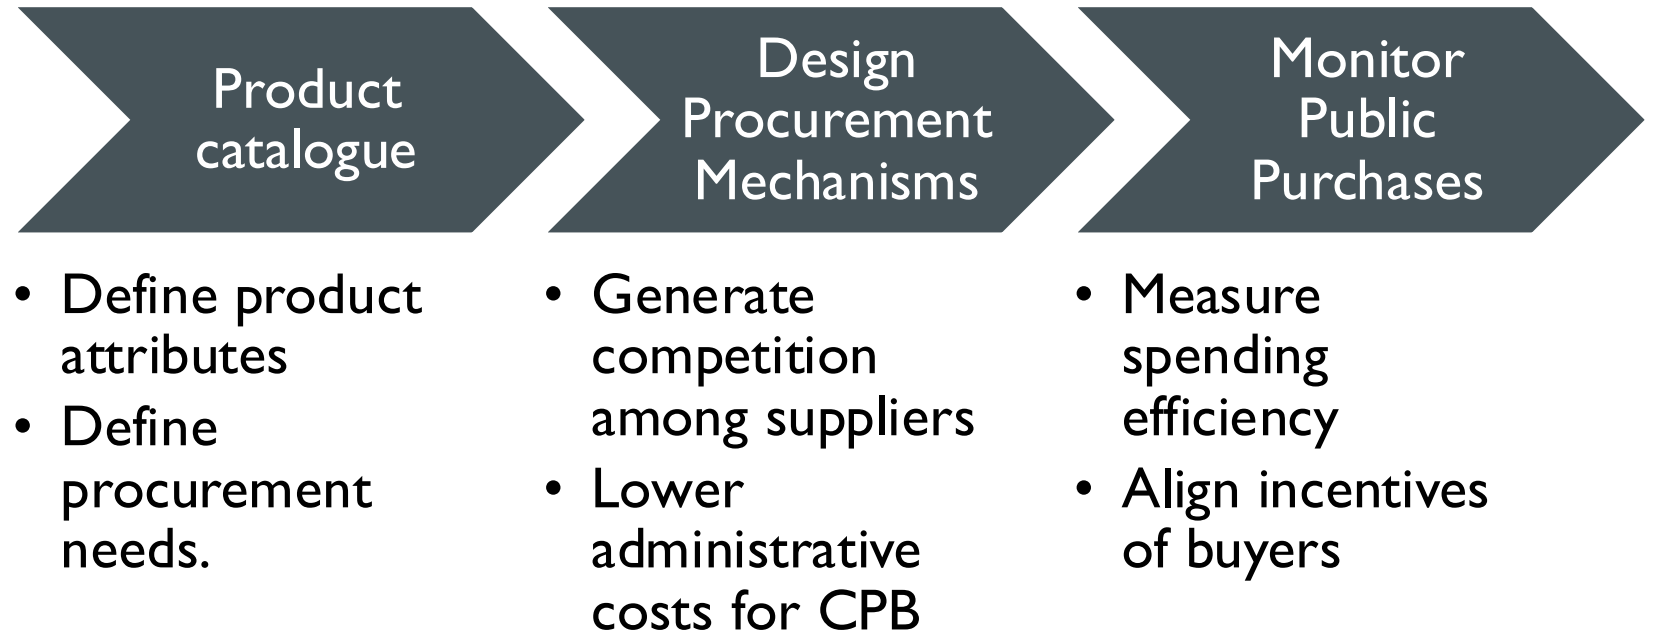 Product
catalogue
• Define product
attributes
• Define
procurement
needs.
Design
Procurement
Mechanisms
• Generate
competition
among suppliers
• Lower
administrative
costs for CPB
Monitor
Public
Purchases
• Measure
spending
efficiency
• Align incentives
of buyers